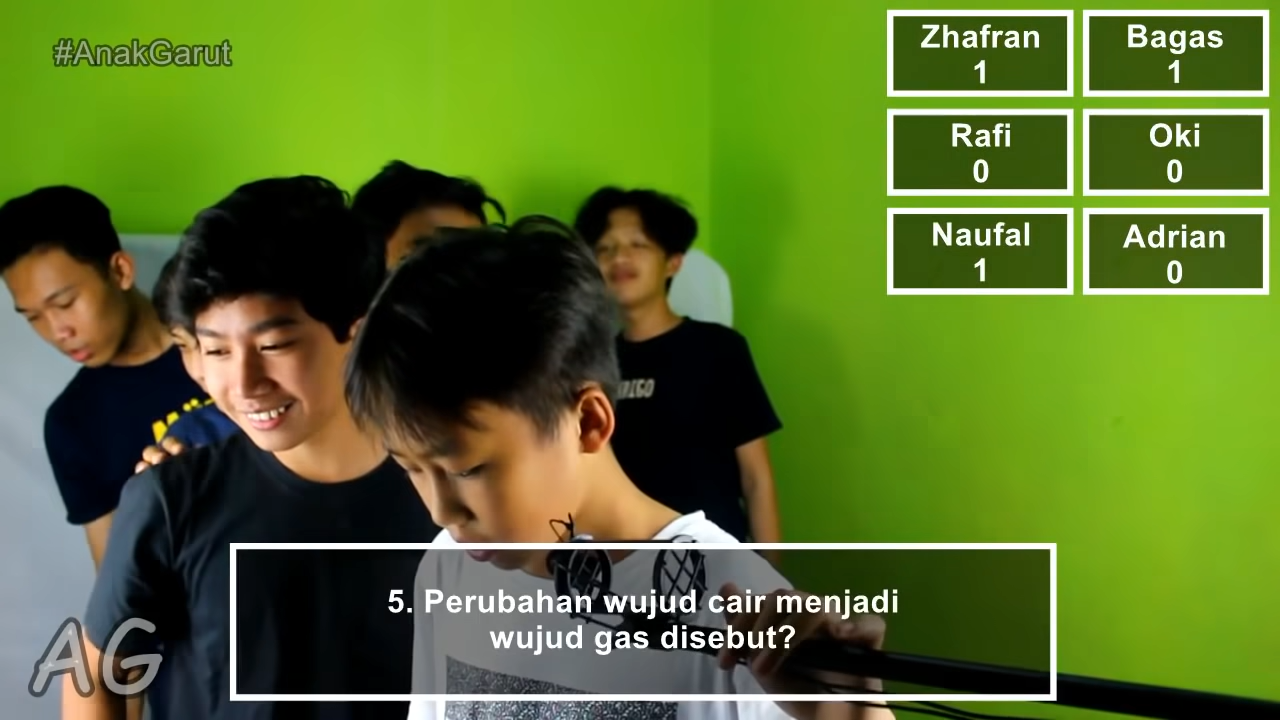 #AnakGarut
Zhafran
1
Bagas
1
Rafi
0
Oki
0
Naufal
1
Adrian
0
5. Perubahan wujud cair menjadi
wujud gas disebut?
AG